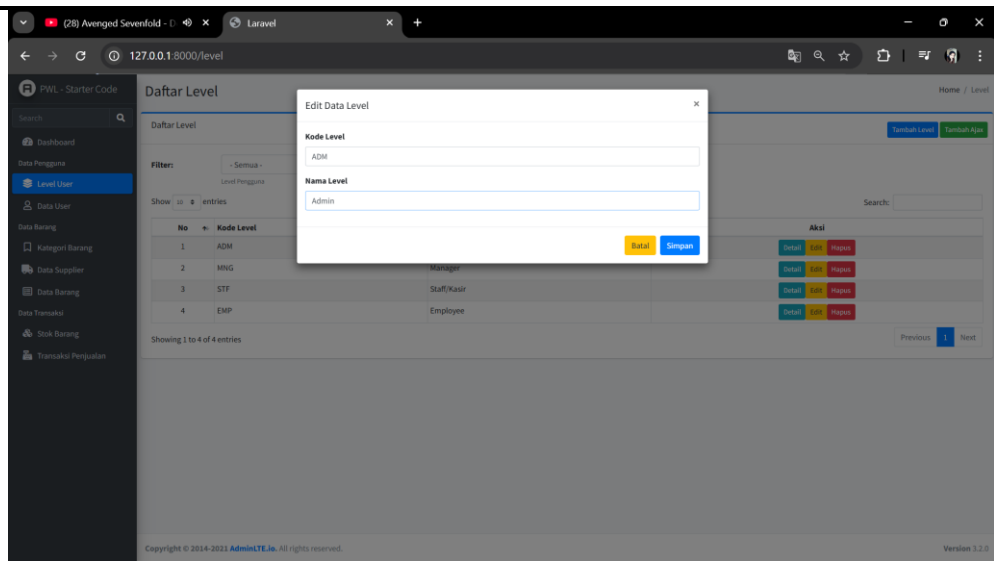 (28) Avenged Sevenfold - D
Laravel
127.0.0.1:8000/level
PWL - Starter Code
Daftar Level
Home / Level
Edit Data Level
×
Search
Daftar Level
Tambah Level
Tambah Ajax
Kode Level
ADM
Dashboard
Data Pengguna
Filter:
- Semua -
Level Pengguna
Nama Level
Admin
Level User
Data User
Show 10 entries
Search:
Data Barang
No
Kode Level
Aksi
Batal
Simpan
Kategori Barang
1 ADM Detail Edit Hapus
Data Supplier
2 MNG Manager Detail Edit Hapus
Data Barang
3 STF Staff/Kasir Detail Edit Hapus
Data Transaksi
4 EMP Employee Detail Edit Hapus
Stok Barang
Showing 1 to 4 of 4 entries
Previous 1 Next
Transaksi Penjualan
Copyright © 2014-2021 AdminLTE.io. All rights reserved.
Version 3.2.0